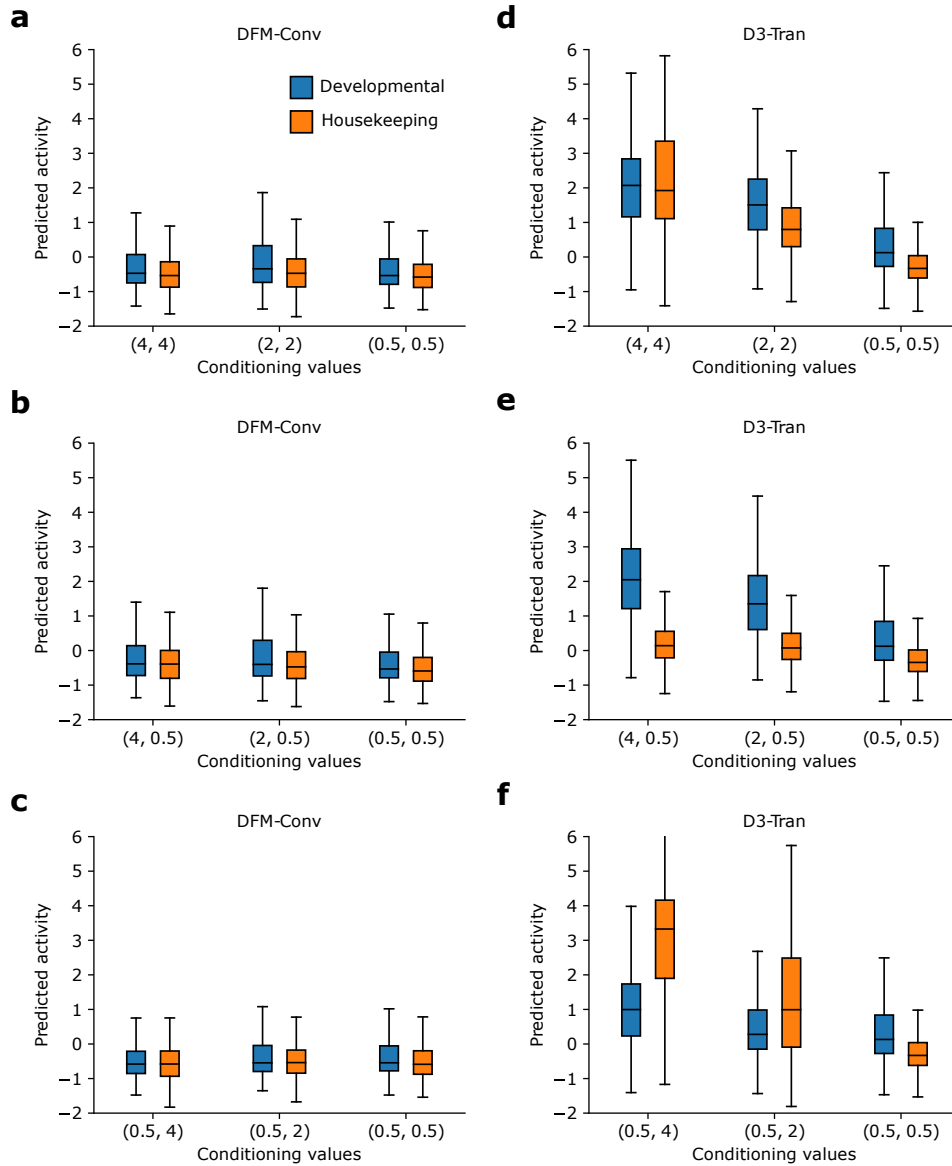 a
DFM-Conv
6
5
4
3
2
1
0
−1
−2
Predicted activity
Developmental
Housekeeping
(4, 4) (2, 2) (0.5, 0.5)
Conditioning values
d
D3-Tran
6
5
4
3
2
1
0
−1
−2
Predicted activity
(4, 4) (2, 2) (0.5, 0.5)
Conditioning values
b
DFM-Conv
6
5
4
3
2
1
0
−1
−2
Predicted activity
(4, 0.5) (2, 0.5) (0.5, 0.5)
Conditioning values
e
D3-Tran
6
5
4
3
2
1
0
−1
−2
Predicted activity
(4, 0.5) (2, 0.5) (0.5, 0.5)
Conditioning values
c
DFM-Conv
6
5
4
3
2
1
0
−1
−2
Predicted activity
(0.5, 4) (0.5, 2) (0.5, 0.5)
Conditioning values
f
D3-Tran
6
5
4
3
2
1
0
−1
−2
Predicted activity
(0.5, 4) (0.5, 2) (0.5, 0.5)
Conditioning values